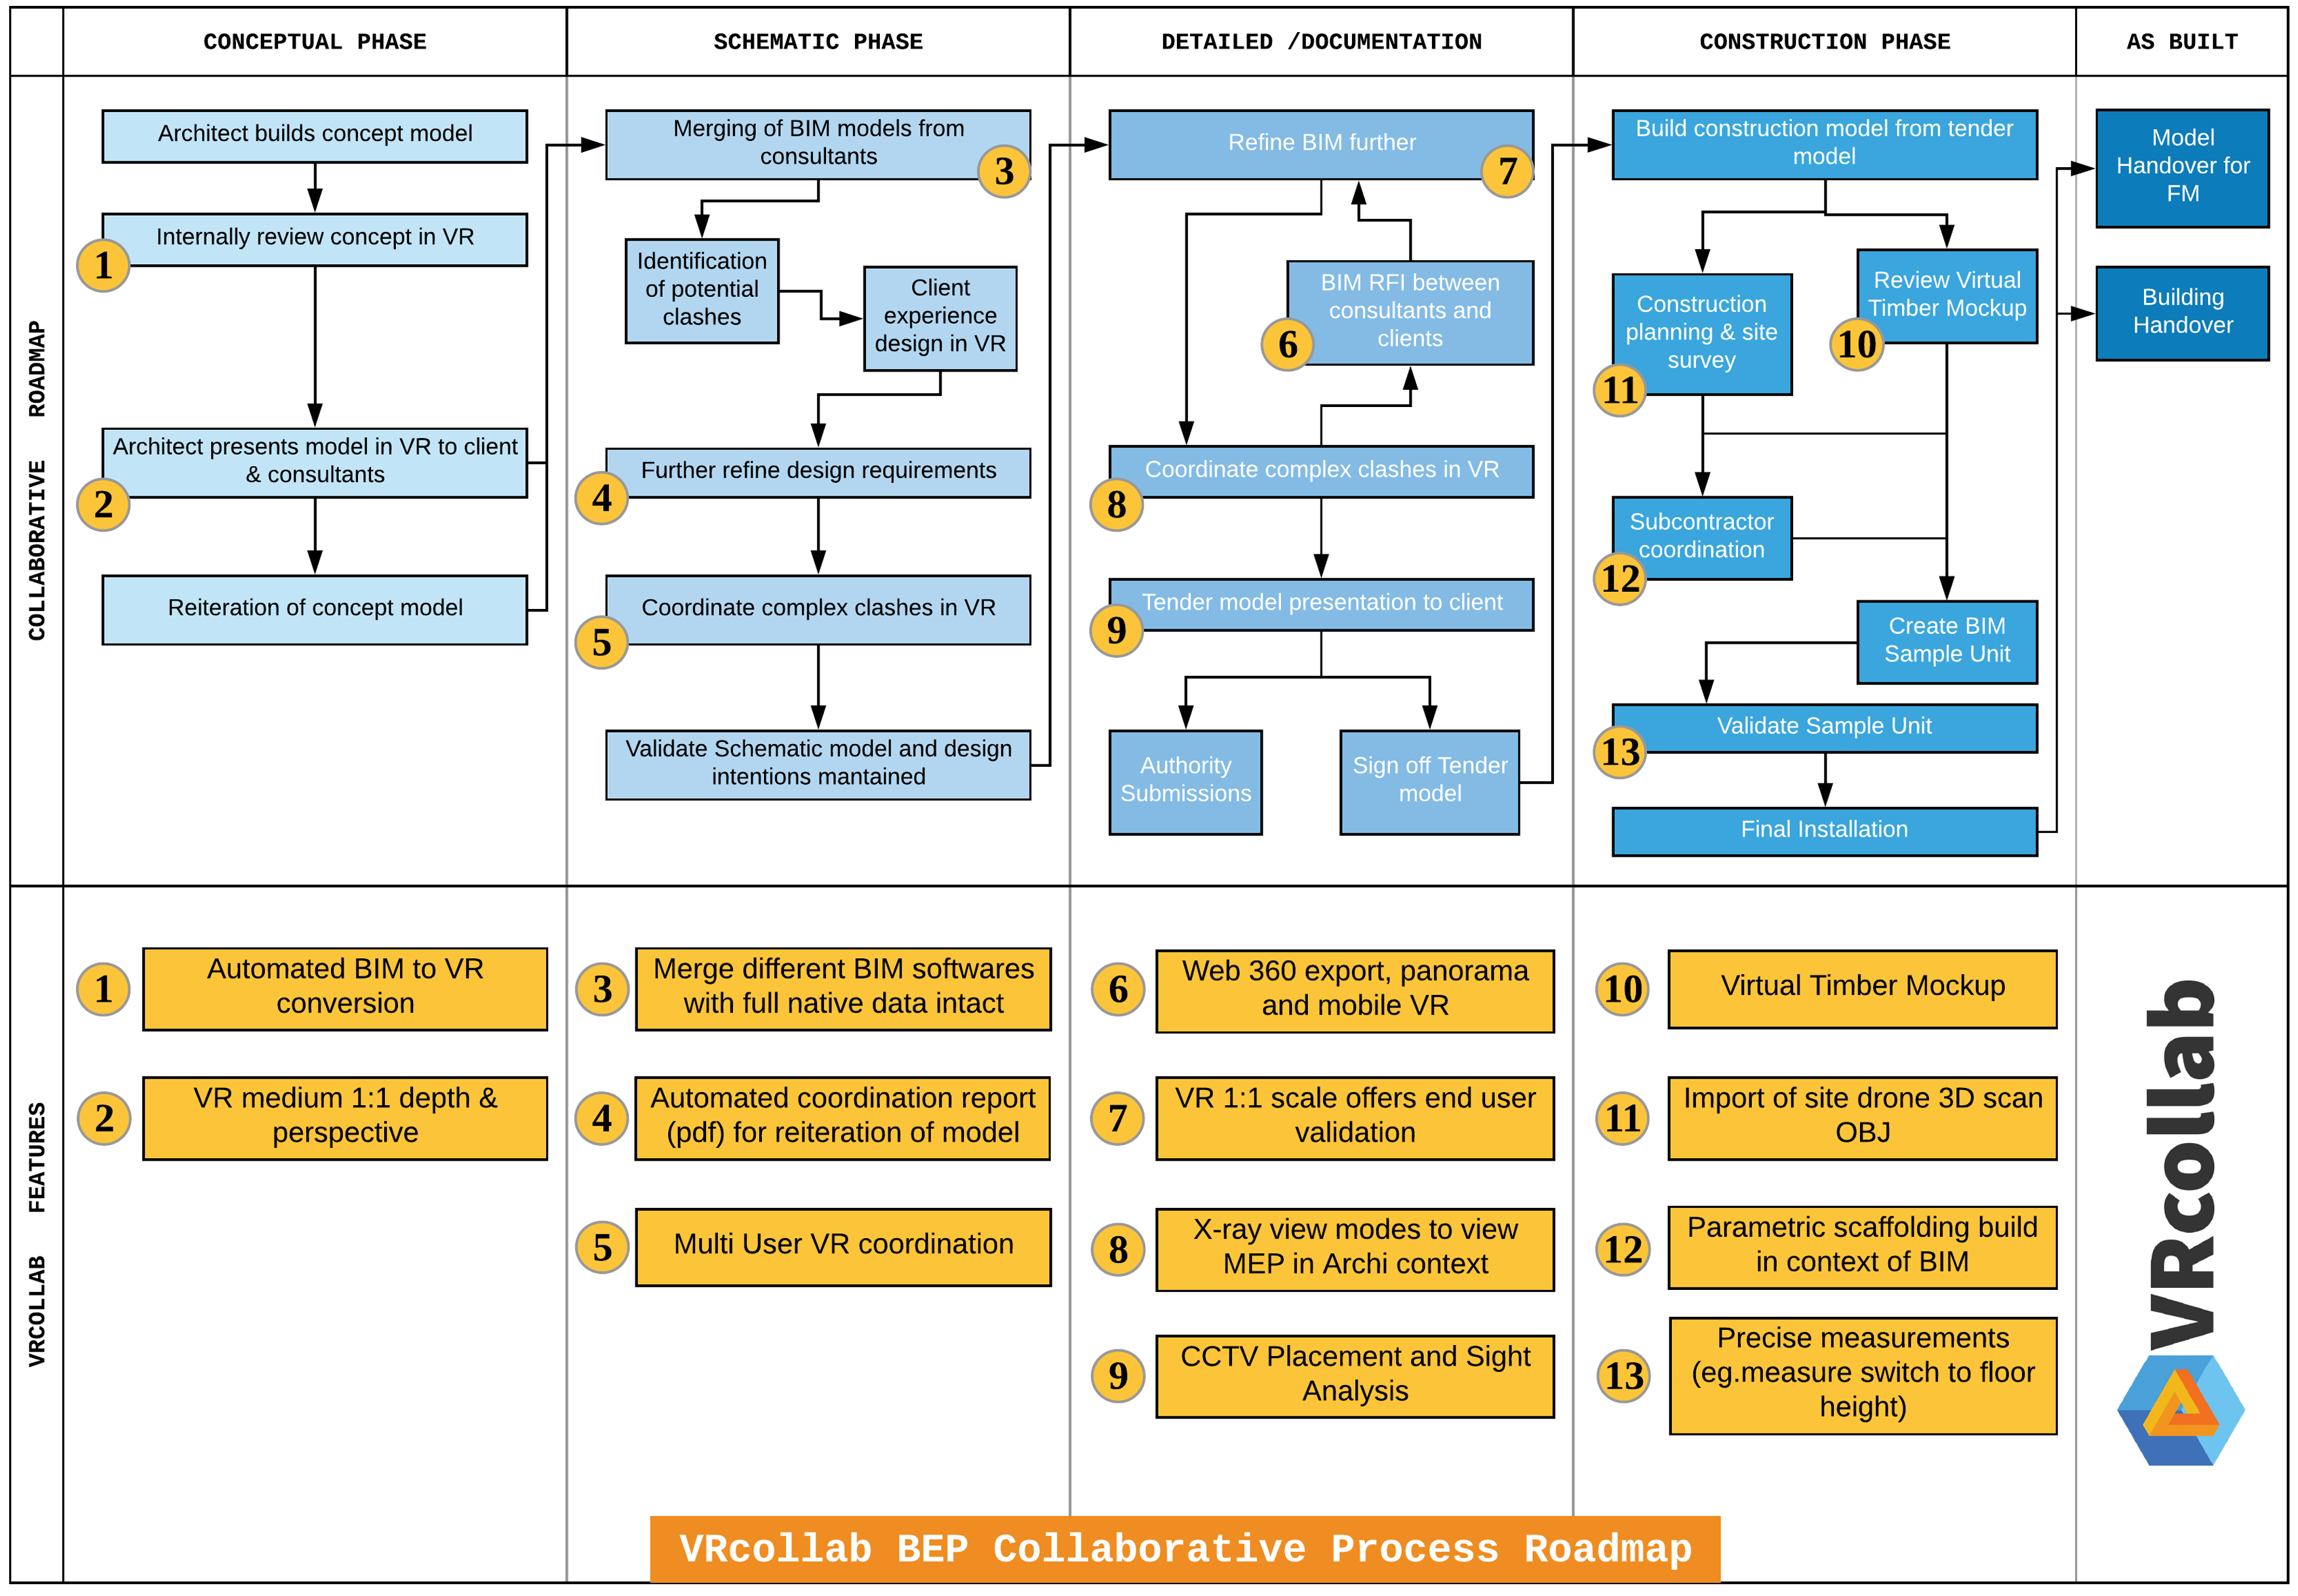 CONCEPTUAL PHASE
SCHEMATIC PHASE
DETAILED /DOCUMENTATION
CONSTRUCTION PHASE
AS BUILT
COLLABORATIVE ROADMAP
Architect builds concept model
Internally review concept in VR
1
Architect presents model in VR to client
& consultants
2
Reiteration of concept model
Merging of BIM models from
consultants
3
Identification
of potential
clashes
Client
experience
design in VR
Further refine design requirements
4
Coordinate complex clashes in VR
5
Validate Schematic model and design
intentions mantained
Refine BIM further
7
BIM RFI between
consultants and
clients
6
Coordinate complex clashes in VR
8
Tender model presentation to client
9
Authority
Submissions
Sign off Tender
model
Build construction model from tender
model
Construction
planning & site
survey
11
Review Virtual
Timber Mockup
10
Subcontractor
coordination
12
Create BIM
Sample Unit
Validate Sample Unit
13
Final Installation
Model
Handover for
FM
Building
Handover
VRCOLLAB FEATURES
1
Automated BIM to VR
conversion
2
VR medium 1:1 depth &
perspective
3
Merge different BIM softwares
with full native data intact
4
Automated coordination report
(pdf) for reiteration of model
5
Multi User VR coordination
6
Web 360 export, panorama
and mobile VR
7
VR 1:1 scale offers end user
validation
8
X-ray view modes to view
MEP in Archi context
9
CCTV Placement and Sight
Analysis
10
Virtual Timber Mockup
11
Import of site drone 3D scan
OBJ
12
Parametric scaffolding build
in context of BIM
13
Precise measurements
(eg.measure switch to floor
height)
VRcollab
VRcollab BEP Collaborative Process Roadmap